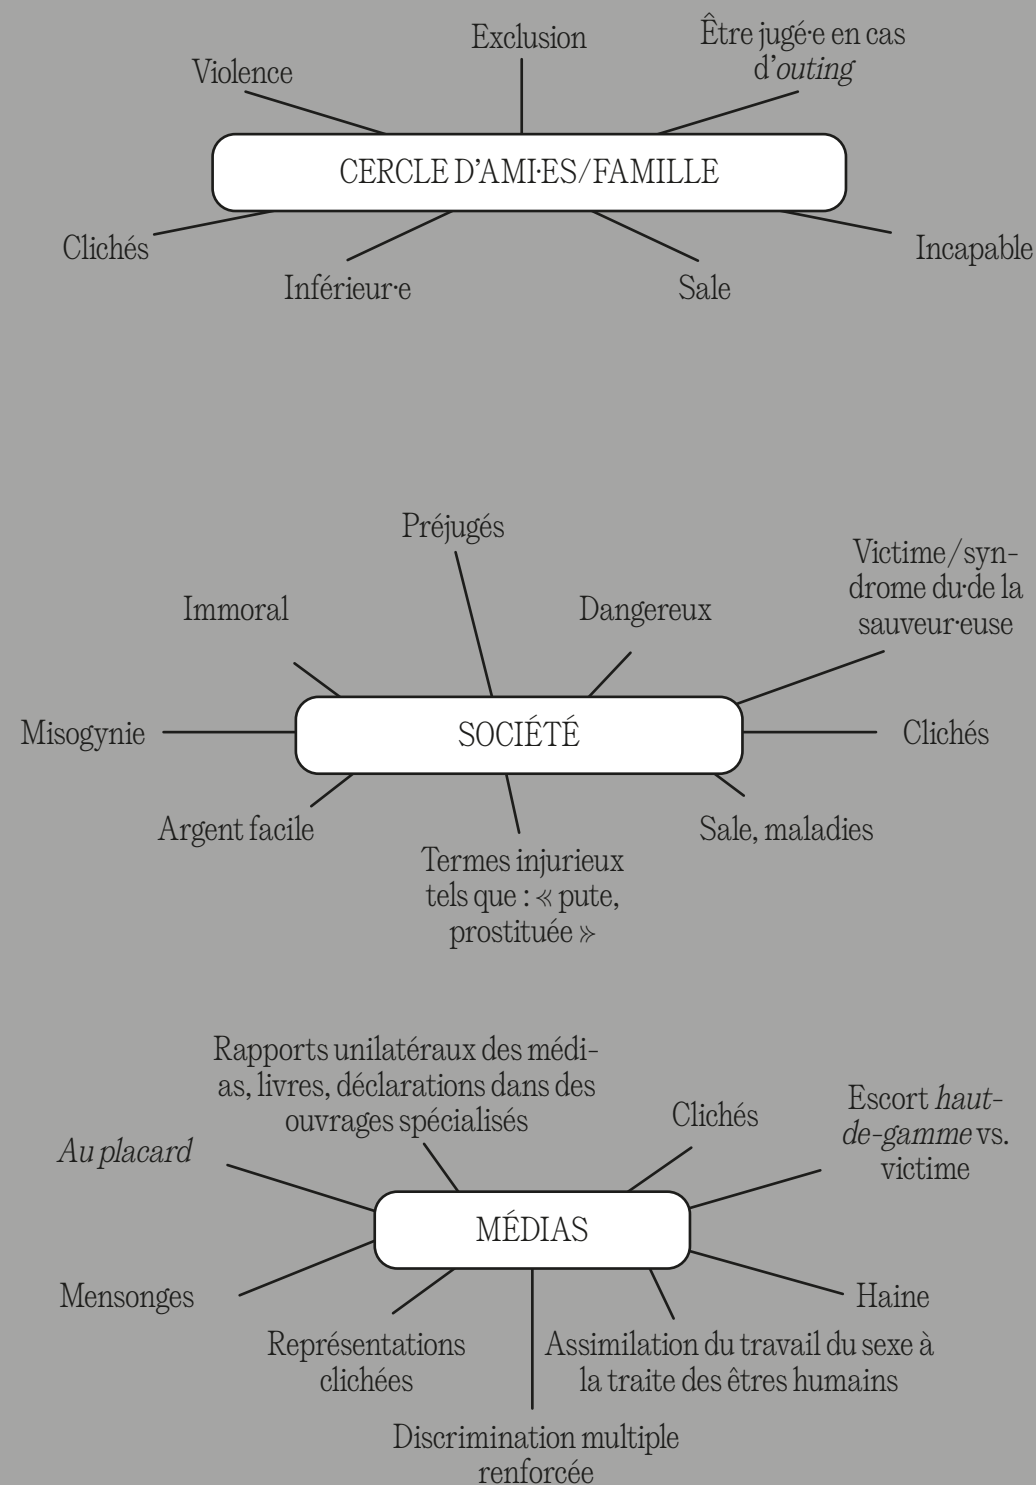 Exclusion
Être jugé·e en cas
d’outing
Violence
CERCLE D’AMI·ES/FAMILLE
Clichés
Inférieur·e
Sale
Incapable
Préjugés
Immoral
Dangereux
Victime/syn-
drome du·de la
sauveur·euse
Misogynie
SOCIÉTÉ
Clichés
Argent facile
Termes injurieux
tels que : « pute,
prostituée »
Sale, maladies
Rapports unilatéraux des médi-
as, livres, déclarations dans des
ouvrages spécialisés
Clichés
Escort haut-
de-gamme vs.
victime
Au placard
MÉDIAS
Mensonges
Haine
Représentations
clichées
Assimilation du travail du sexe à
la traite des êtres humains
Discrimination multiple
renforcée